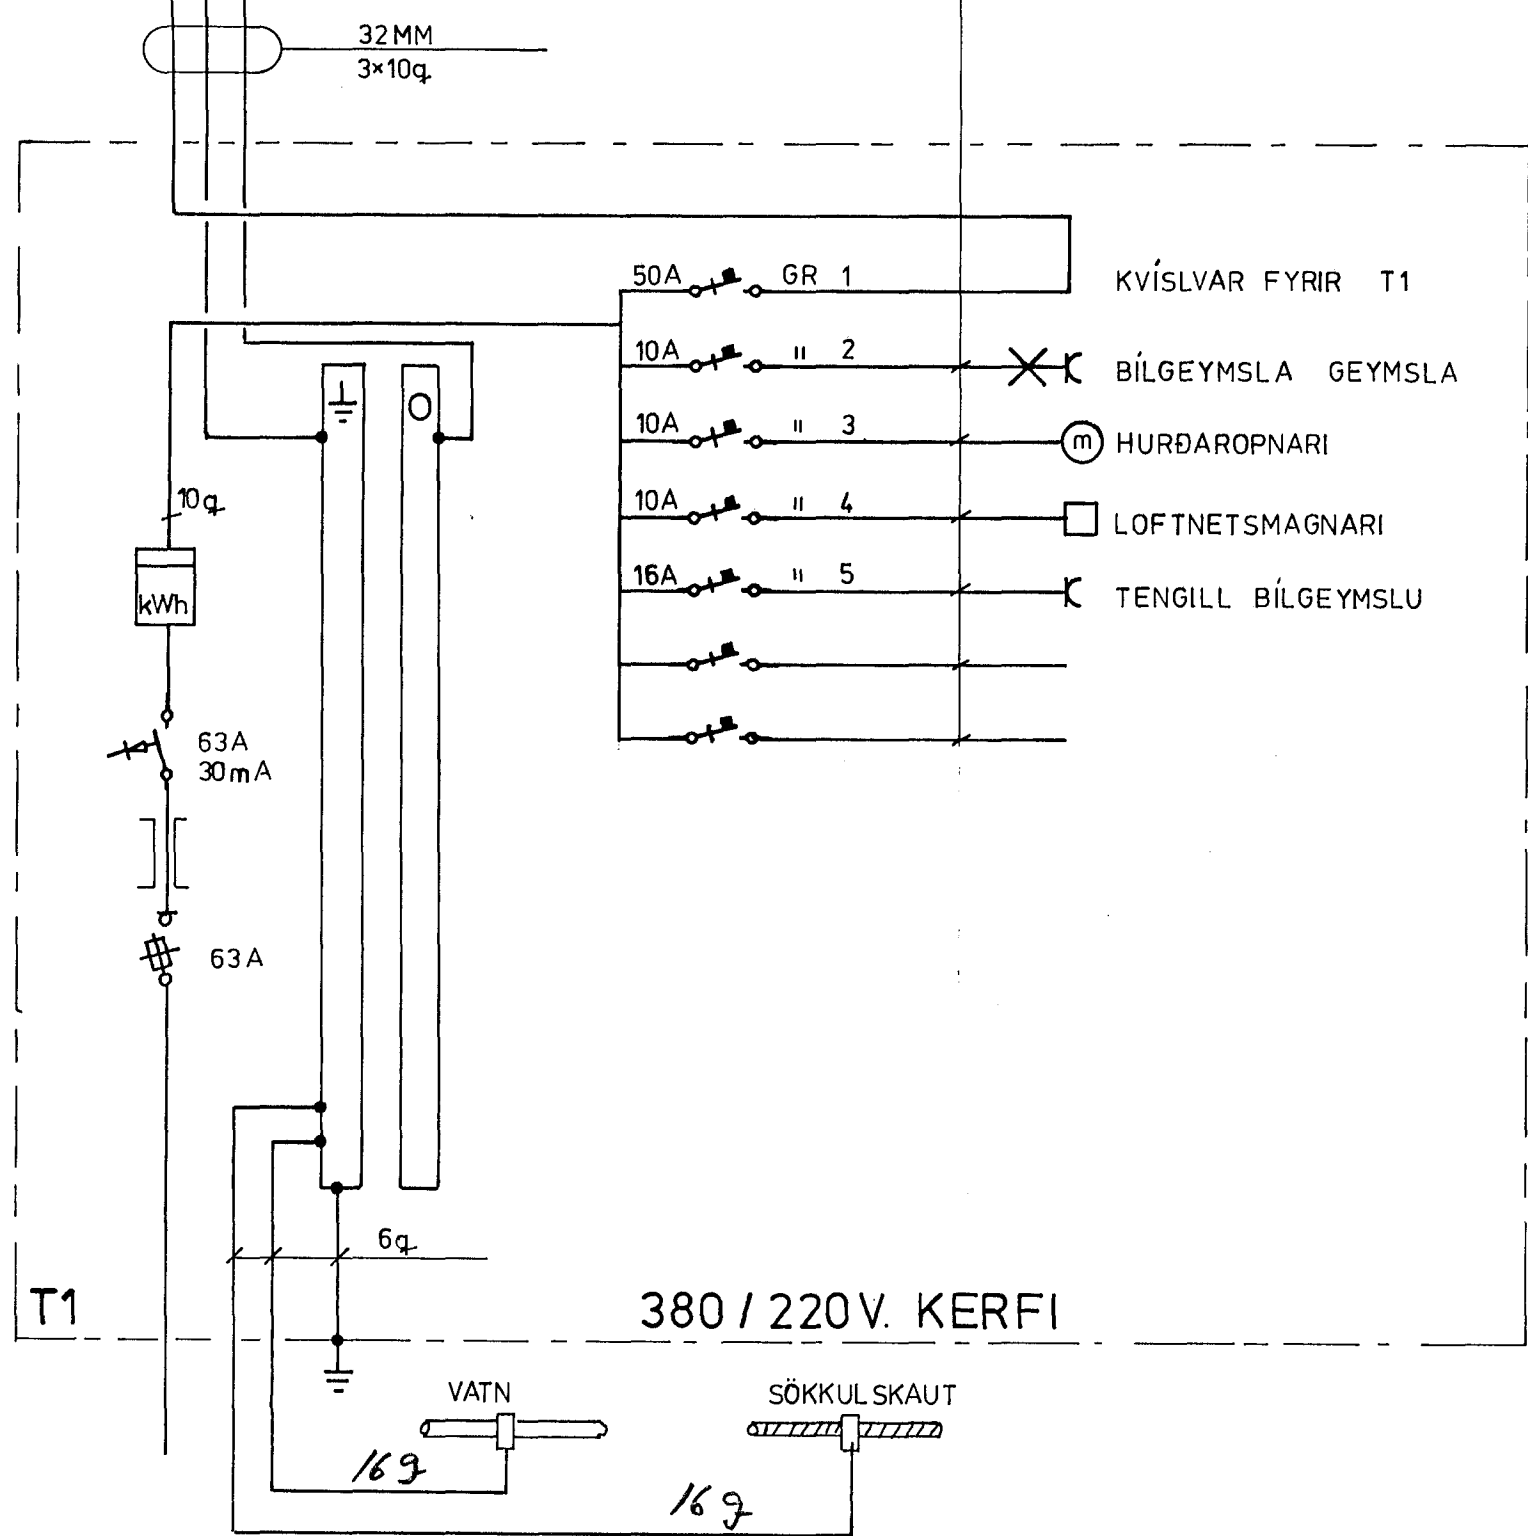 32MM
3×10q
50A GR 1 KVÍSLVAR FYRIR T1
10A " 2 BÍLGEYMSLA GEYMSLA
10A " 3 m HURÐAROPNARI
10A " 4 LOFTNETSMAGNARI
16A " 5 TENGILL BÍLGEYMSLU
O
10q
kWh
63A
30mA
63A
6q
T1
380/220V. KERFI
VATN
SÖKKULSKAUT
16q
16q